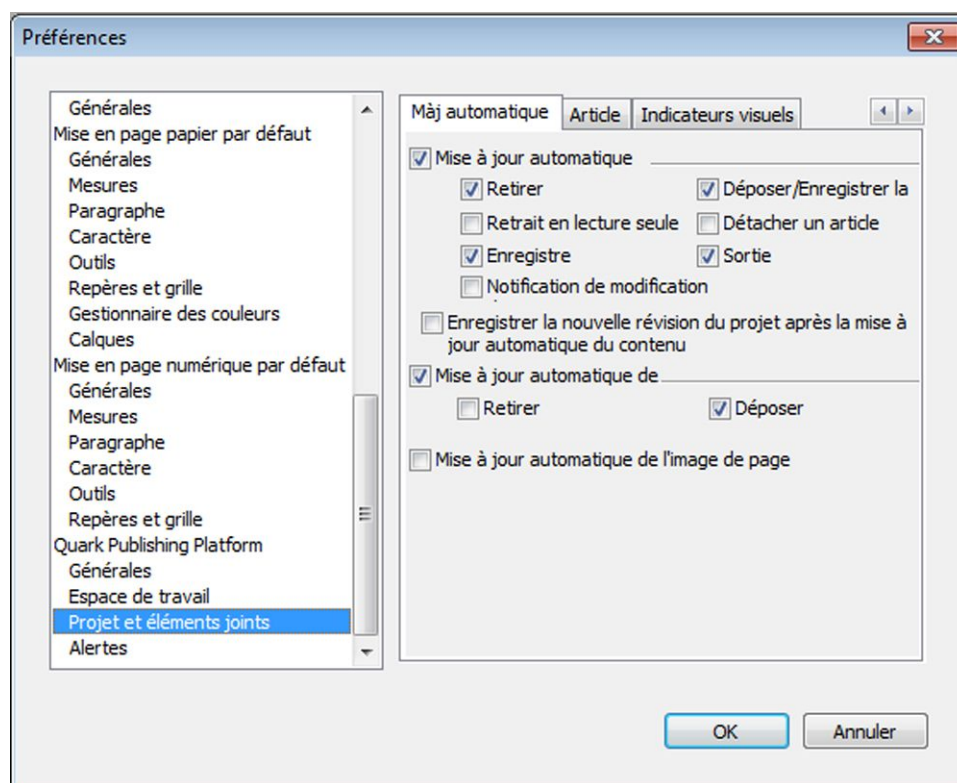 Préférences
Générales
Mise en page papier par défaut
Générales
Mesures
Paragraphe
Caractère
Outils
Repères et grille
Gestionnaire des couleurs
Calques
Mise en page numérique par défaut
Générales
Mesures
Paragraphe
Caractère
Outils
Repères et grille
Quark Publishing Platform
Générales
Espace de travail
Projet et éléments joints
Alertes
Màj automatique Article Indicateurs visuels
Mise à jour automatique
Retirer Déposer/Enregistrer la
Retrait en lecture seule Détacher un article
Enregistre Sortie
Notification de modification
Enregistrer la nouvelle révision du projet après la mise à
jour automatique du contenu
Mise à jour automatique de
Retirer Déposer
Mise à jour automatique de l'image de page
OK Annuler